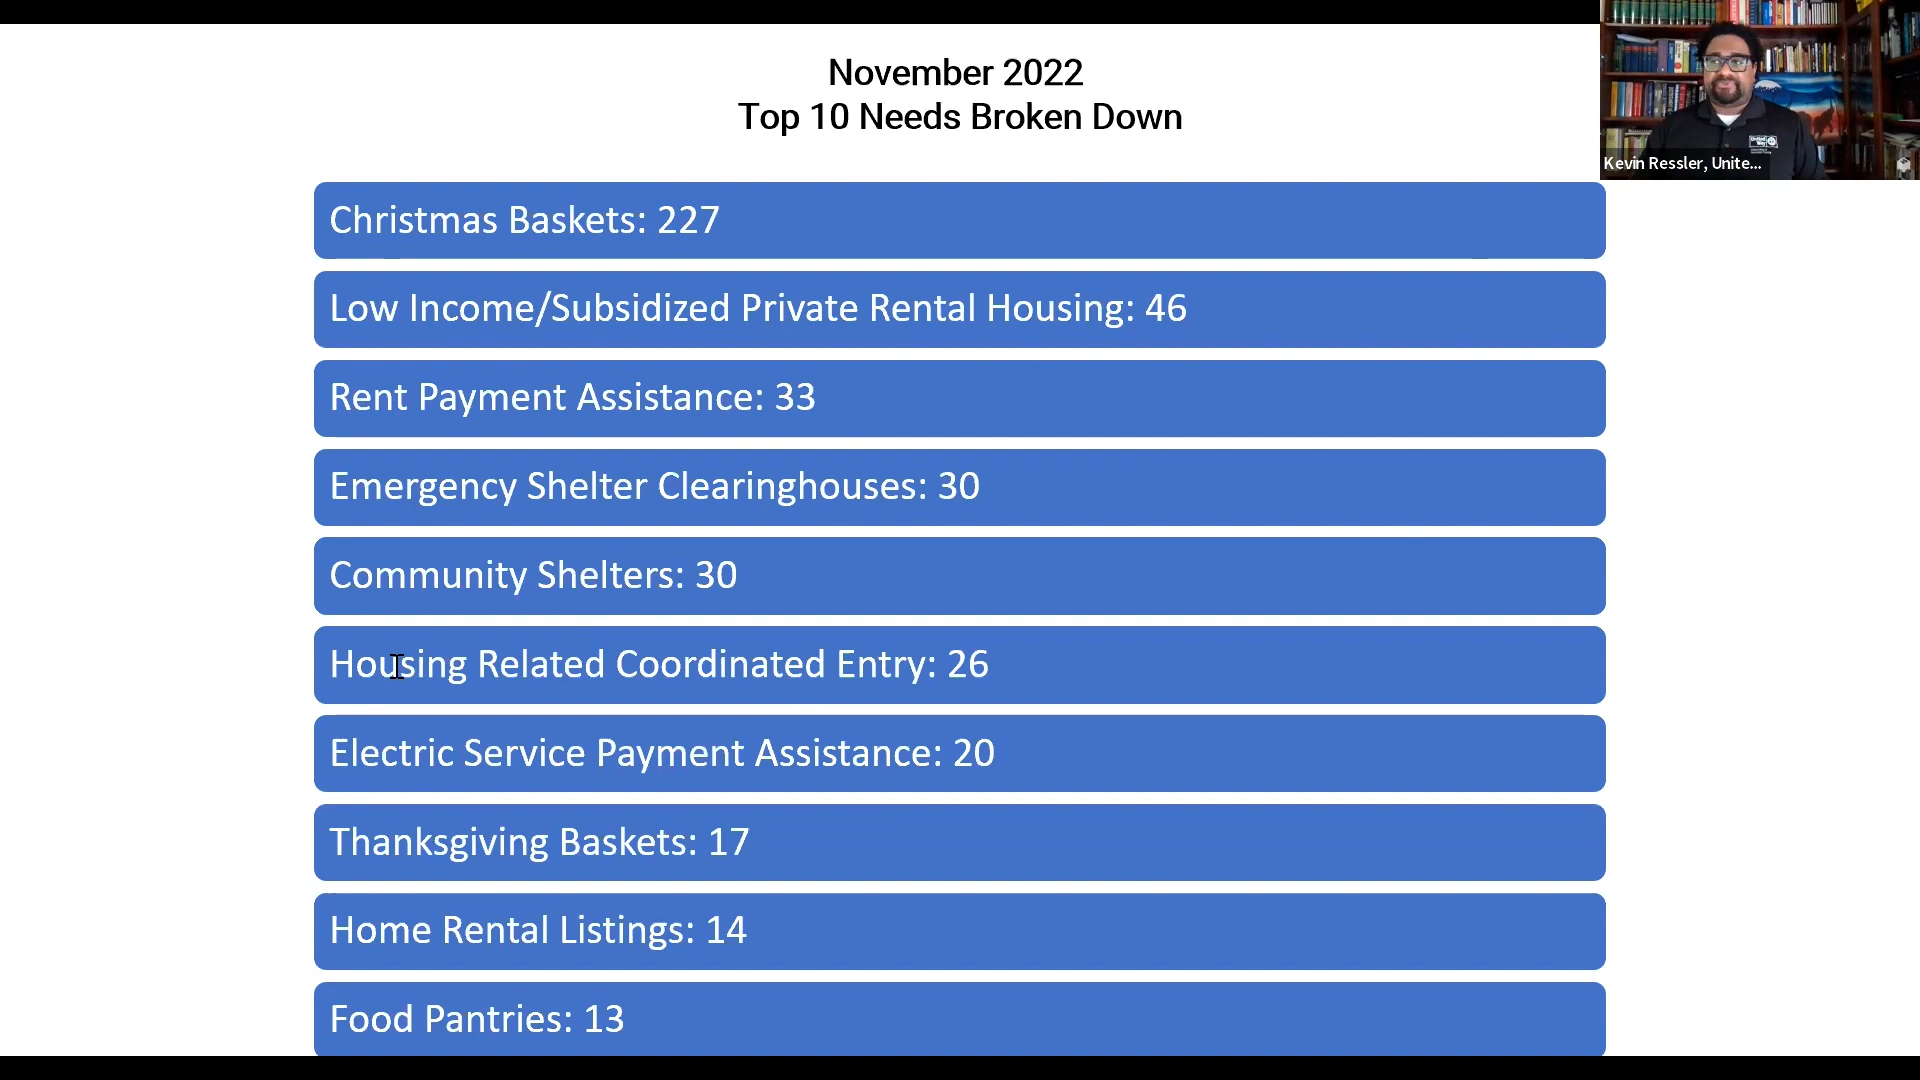 November 2022
Top 10 Needs Broken Down
Christmas Baskets: 227
Low Income/Subsidized Private Rental Housing: 46
Rent Payment Assistance: 33
Emergency Shelter Clearinghouses: 30
Community Shelters: 30
Housing Related Coordinated Entry: 26
Electric Service Payment Assistance: 20
Thanksgiving Baskets: 17
Home Rental Listings: 14
Food Pantries: 13
Kevin Ressler, Unite...